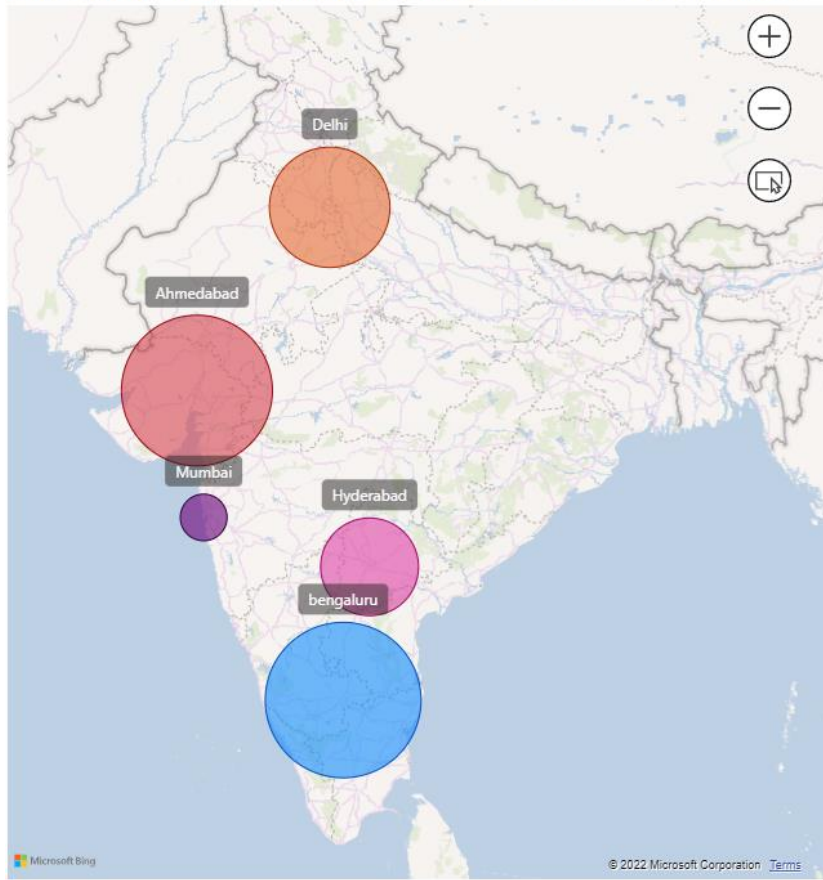 Delhi
Ahmedabad
Mumbai
Hyderabad
bengaluru
Microsoft Bing
© 2022 Microsoft Corporation Terms